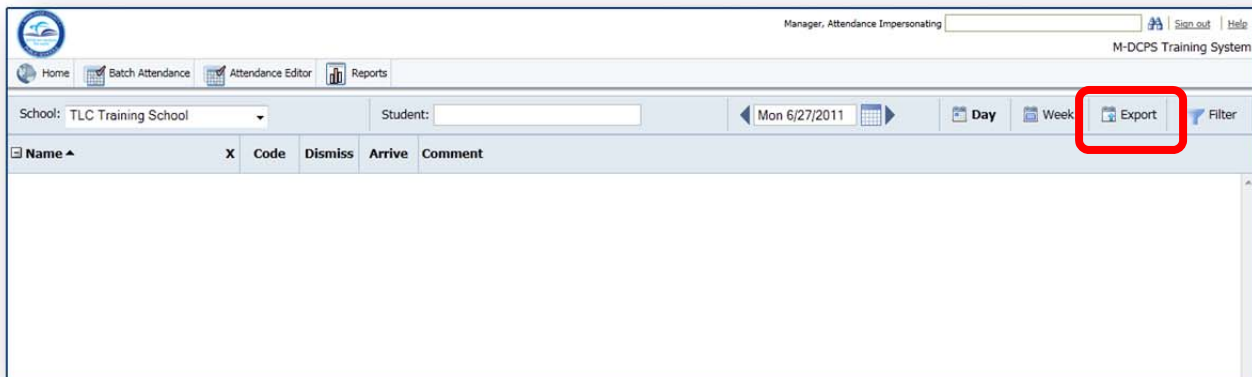 Manager, Attendance Impersonating Sign out Help
M-DCPS Training System
Home Batch Attendance Attendance Editor Reports
School: TLC Training School Student: Mon 6/27/2011 Day Week Export Filter
Name X Code Dismiss Arrive Comment